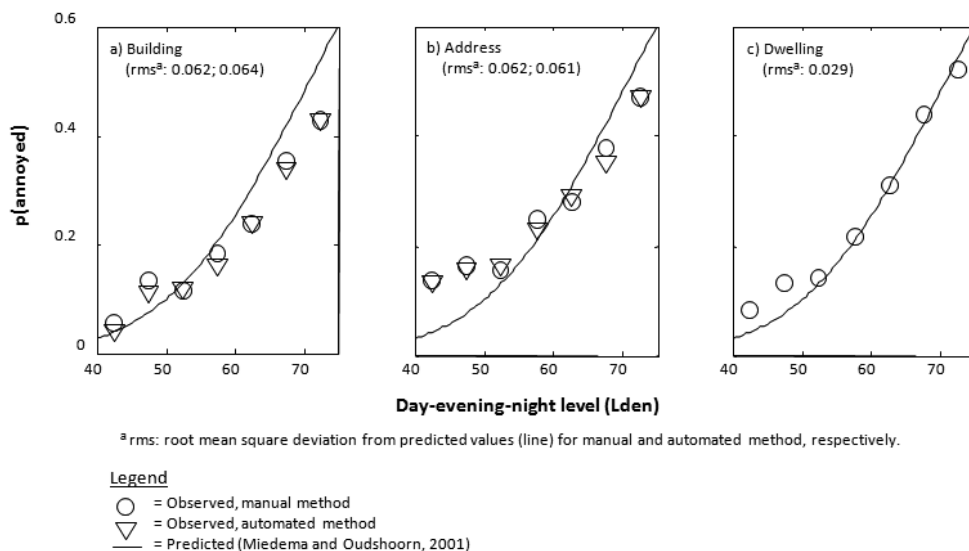 0.6
0.4
0.2
0
p(annoyed)
a) Building
(rmsᵃ: 0.062; 0.064)
b) Address
(rmsᵃ: 0.062; 0.061)
c) Dwelling
(rmsᵃ: 0.029)
40 50 60 70
40 50 60 70
40 50 60 70
Day-evening-night level (Lden)
ᵃ rms: root mean square deviation from predicted values (line) for manual and automated method, respectively.
Legend
= Observed, manual method
= Observed, automated method
= Predicted (Miedema and Oudshoorn, 2001)